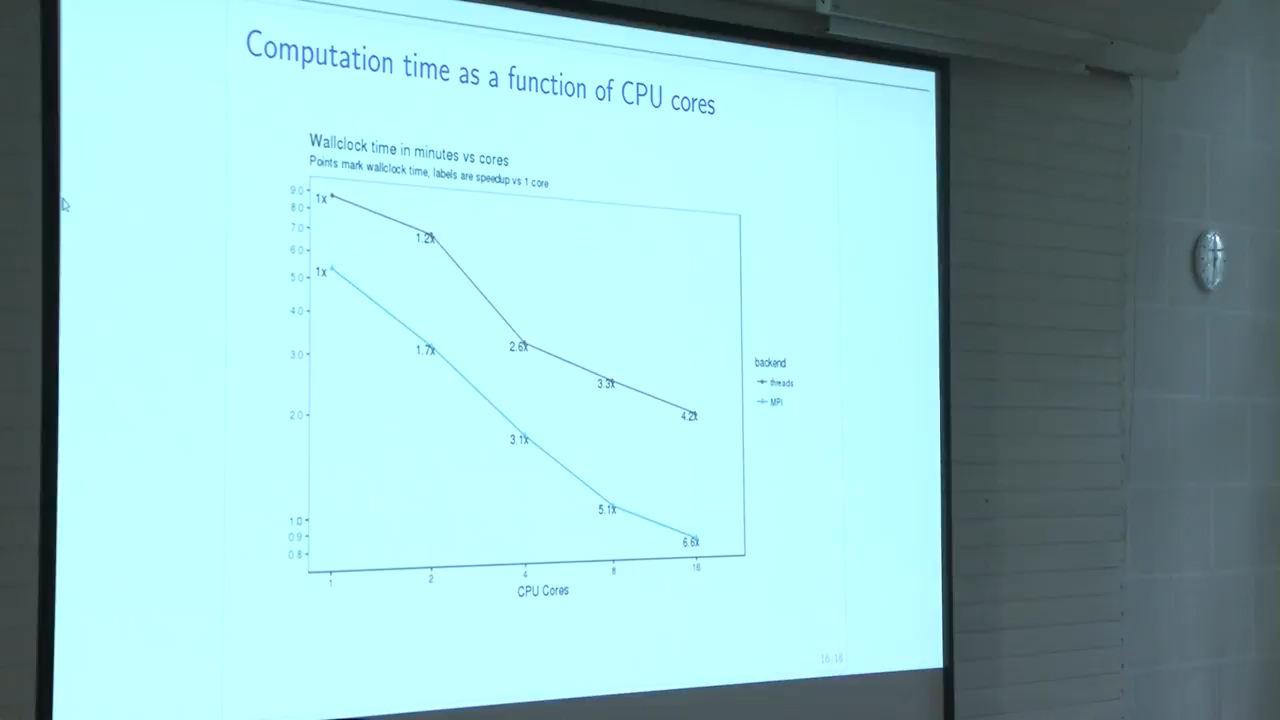 Computation time as a function of CPU cores
Wallclock time in minutes vs cores
Points mark wallclock time, labels are speedup vs 1 core
9.0
8.0
7.0
6.0
5.0
4.0
3.0
2.0
1.0
0.9
0.8
1x
1.2x
2.6x
3.3x
4.2x
1x
1.7x
3.1x
5.1x
6.6x
1 2 4 8 16
CPU Cores
backend
threads
MPI
16/16